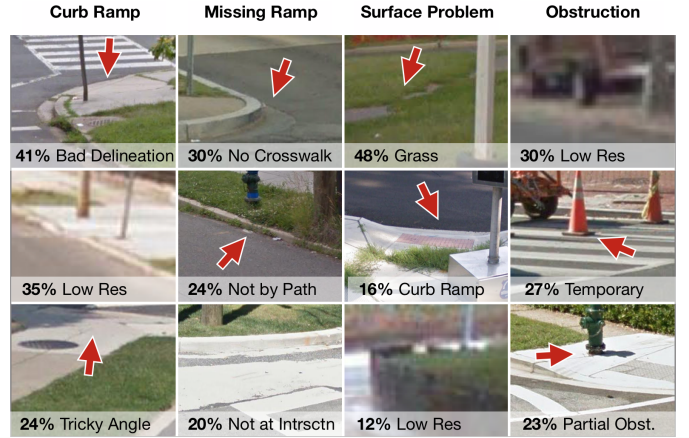 Curb Ramp Missing Ramp Surface Problem Obstruction
41% Bad Delineation 30% No Crosswalk 48% Grass 30% Low Res
35% Low Res 24% Not by Path 16% Curb Ramp 27% Temporary
24% Tricky Angle 20% Not at Intrsctn 12% Low Res 23% Partial Obst.